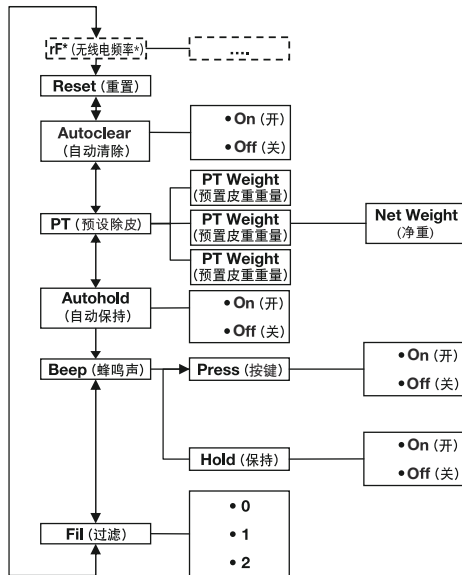 rF* (无线电频率*)
....
Reset (重置)
Autoclear
(自动清除)
• On (开)
• Off (关)
PT Weight
(预置皮重重量)
PT (预设除皮)
PT Weight
(预置皮重重量)
Net Weight
(净重)
PT Weight
(预置皮重重量)
Autohold
(自动保持)
• On (开)
• Off (关)
Beep (蜂鸣声)
Press (按键)
• On (开)
• Off (关)
Hold (保持)
• On (开)
• Off (关)
Fil (过滤)
• 0
• 1
• 2